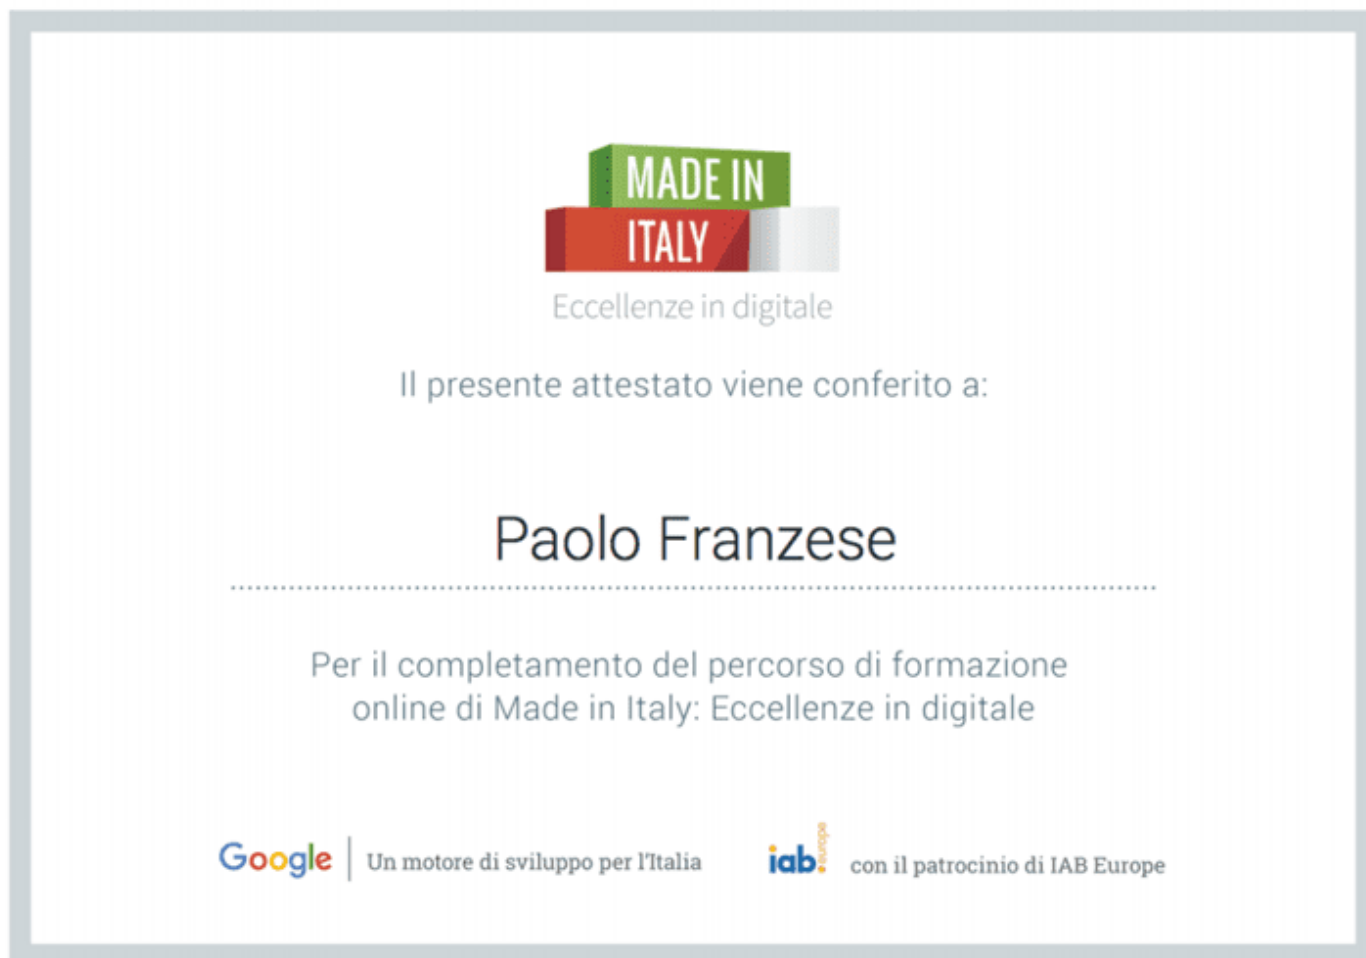 MADE IN
ITALY
Eccellenze in digitale
Il presente attestato viene conferito a:
Paolo Franzese
Per il completamento del percorso di formazione
online di Made in Italy: Eccellenze in digitale
Google | Un motore di sviluppo per l'Italia
iab europe con il patrocinio di IAB Europe